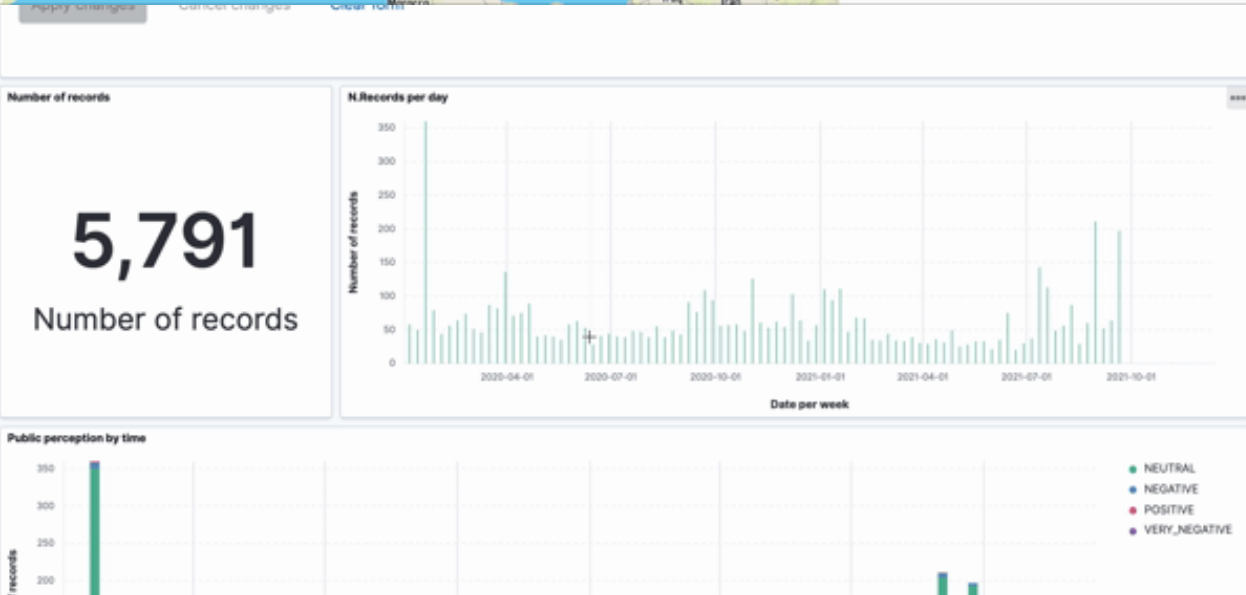 Apply changes
Cancel changes
Clear form
Morocco
Number of records
5,791
Number of records
N.Records per day
Number of records
350
300
250
200
150
100
50
0
2020-04-01
2020-07-01
2020-10-01
2021-01-01
2021-04-01
2021-07-01
2021-10-01
Date per week
Public perception by time
350
300
250
200
records
NEUTRAL
NEGATIVE
POSITIVE
VERY_NEGATIVE